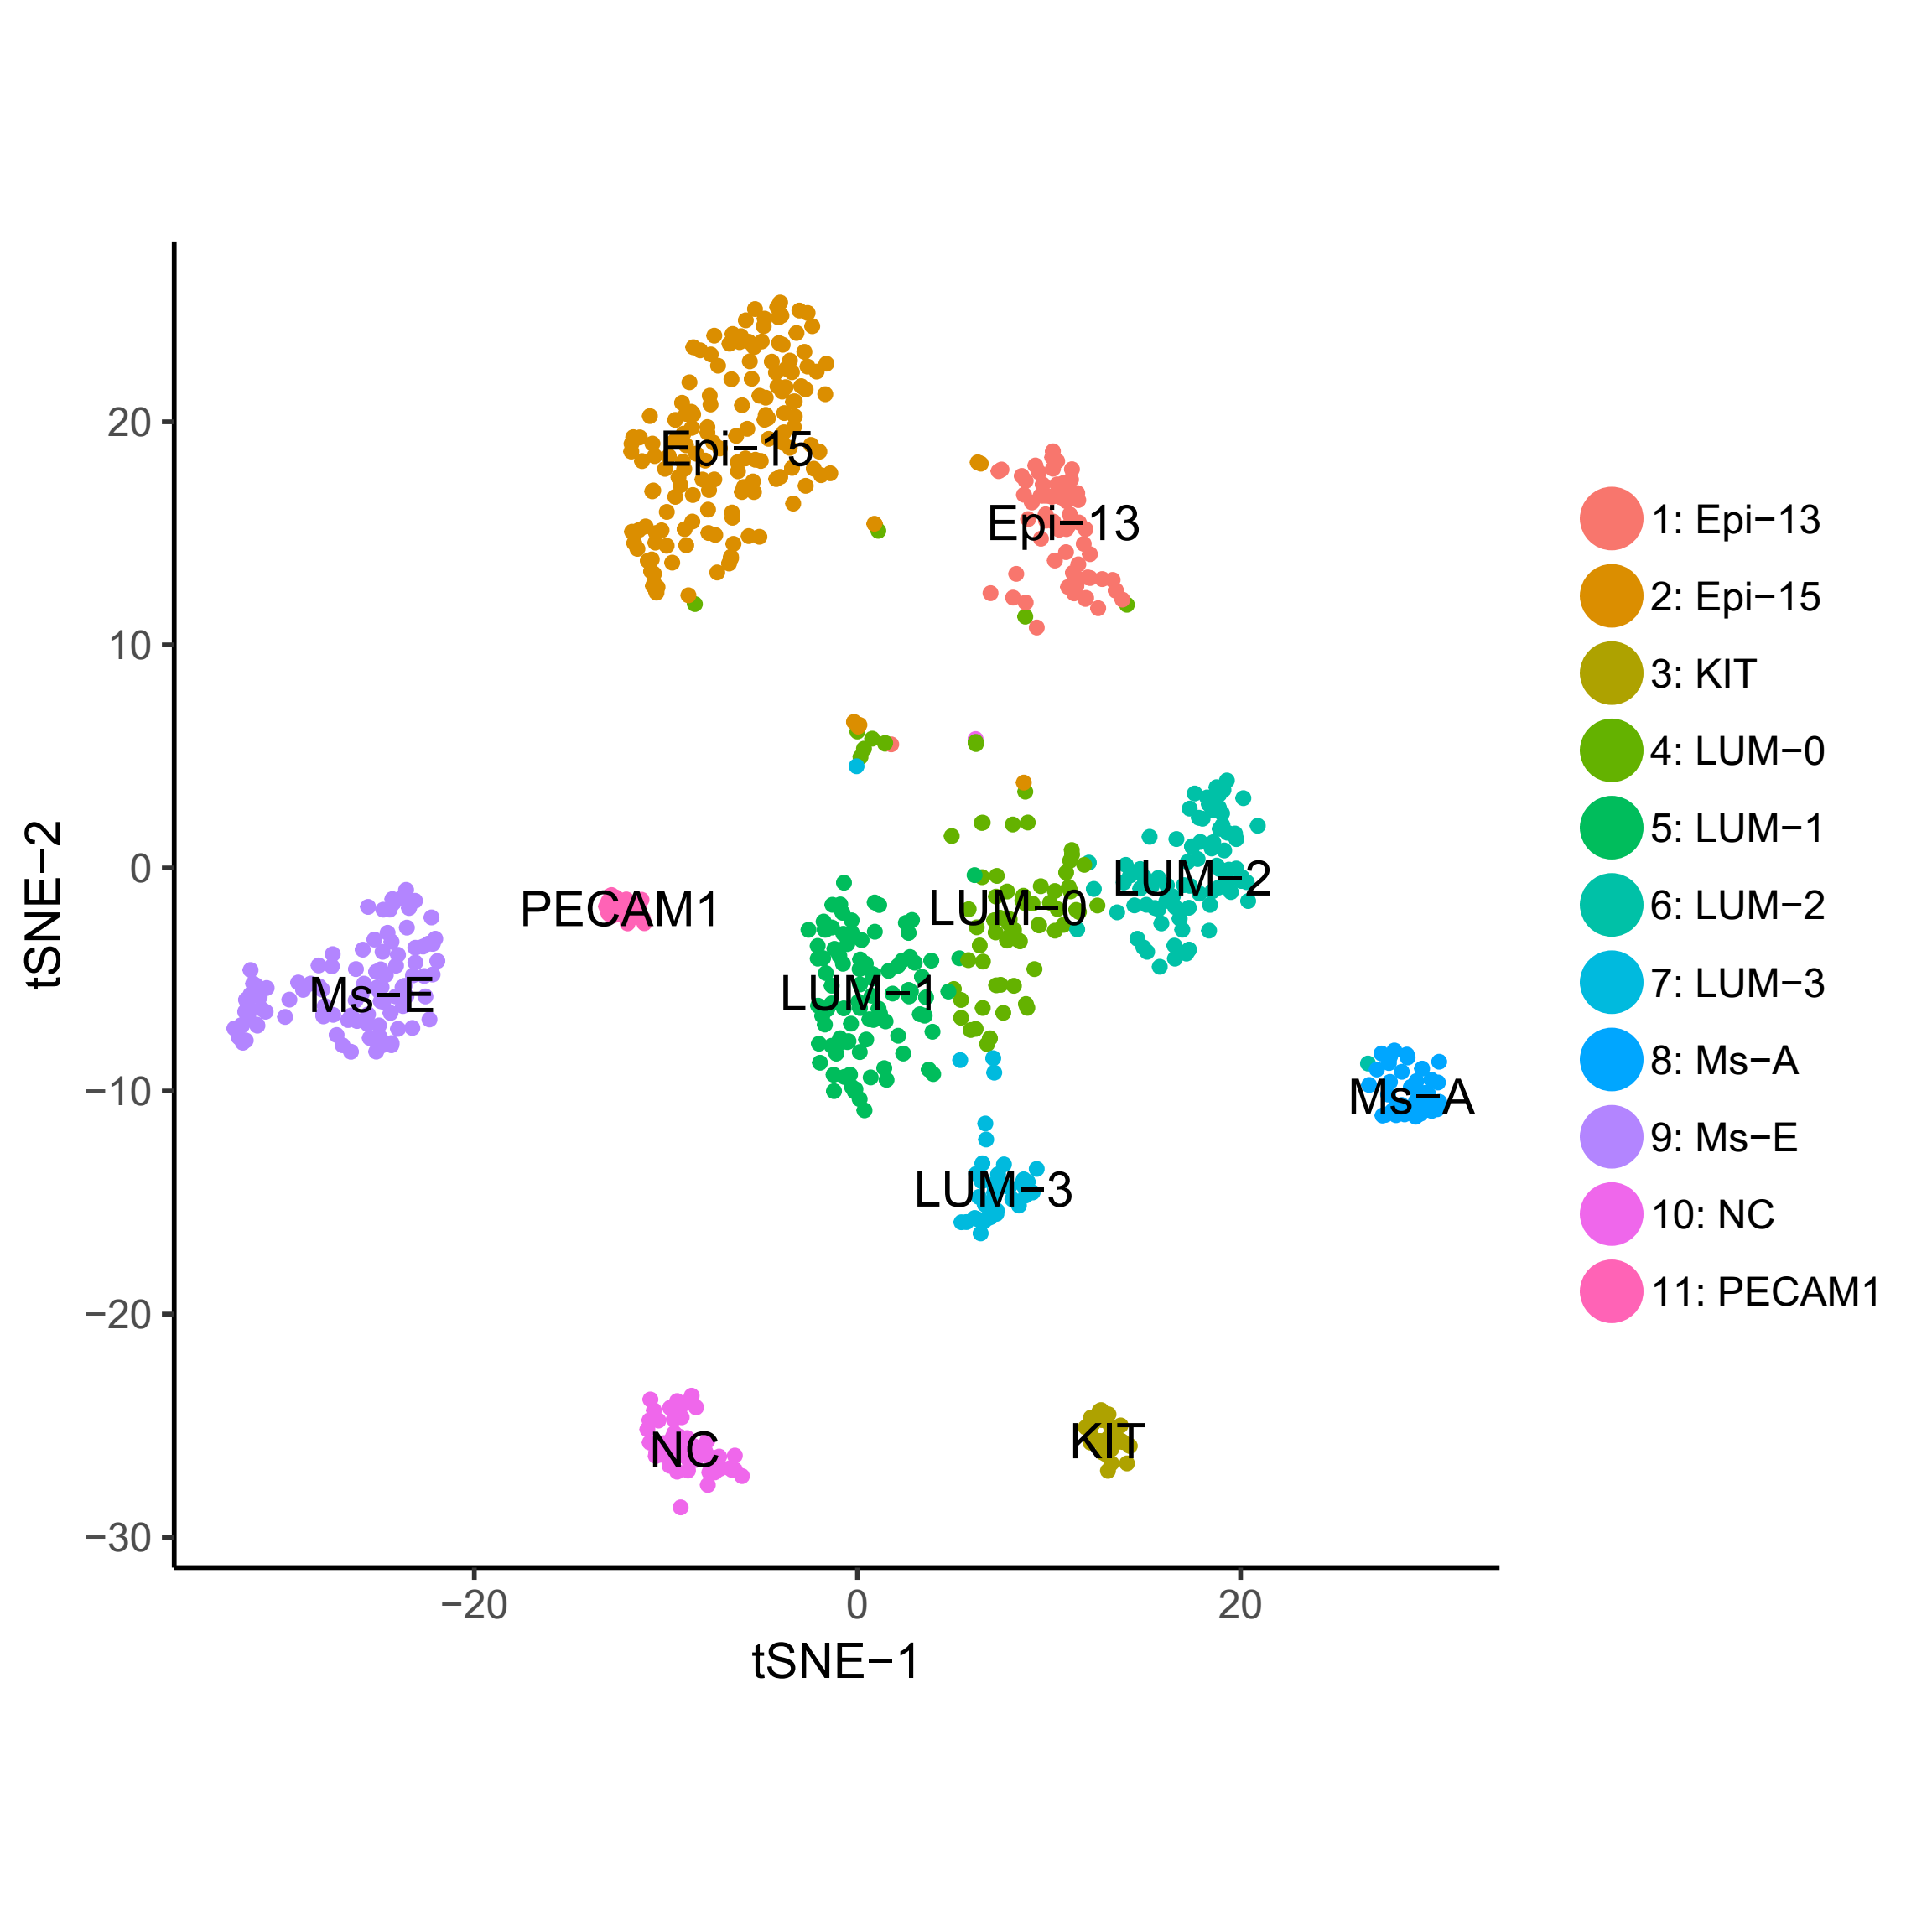 20
10
0
−10
−20
−30
tSNE−2
Epi−15
Epi−13
LUM−2
PECAM1
LUM−0
Ms−E
LUM−1
Ms−A
LUM−3
NC
KIT
−20
0
20
tSNE−1
1: Epi−13
2: Epi−15
3: KIT
4: LUM−0
5: LUM−1
6: LUM−2
7: LUM−3
8: Ms−A
9: Ms−E
10: NC
11: PECAM1